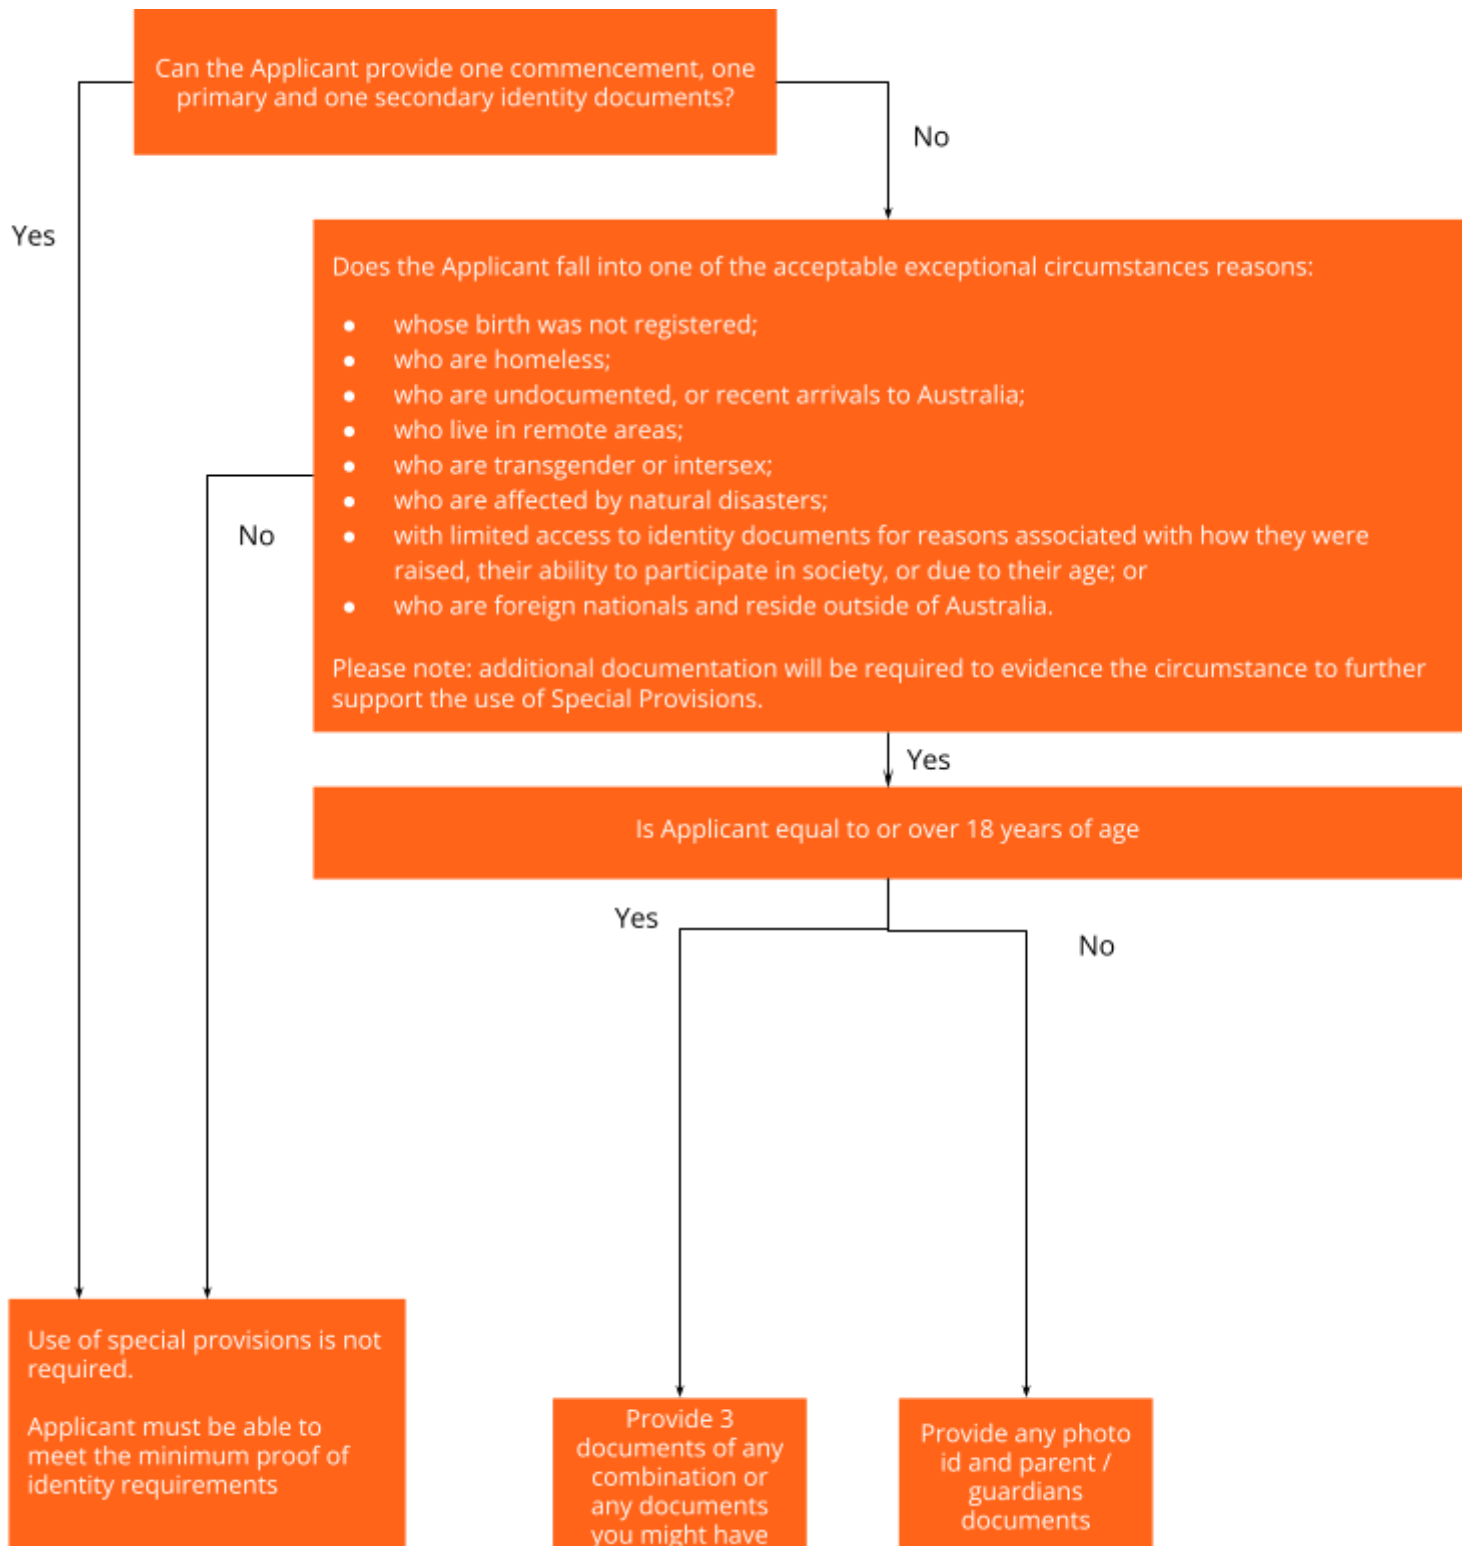 Can the Applicant provide one commencement, one
primary and one secondary identity documents?
No
Yes
Does the Applicant fall into one of the acceptable exceptional circumstances reasons:
● whose birth was not registered;
● who are homeless;
● who are undocumented, or recent arrivals to Australia;
● who live in remote areas;
● who are transgender or intersex;
● who are affected by natural disasters;
● with limited access to identity documents for reasons associated with how they were
raised, their ability to participate in society, or due to their age; or
● who are foreign nationals and reside outside of Australia.
Please note: additional documentation will be required to evidence the circumstance to further
support the use of Special Provisions.
No
Yes
Is Applicant equal to or over 18 years of age
Yes
No
Use of special provisions is not
required.
Applicant must be able to
meet the minimum proof of
identity requirements
Provide 3
documents of any
combination or
any documents
you might have
Provide any photo
id and parent /
guardians
documents